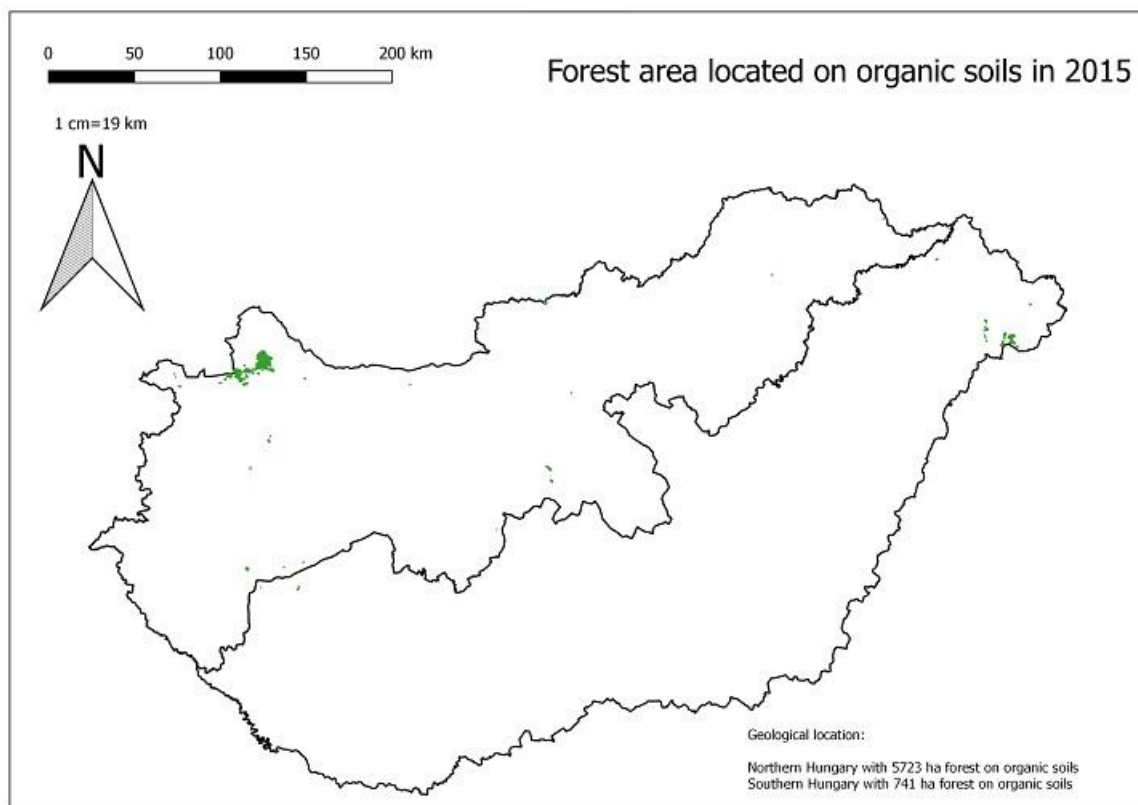 0 50 100 150 200 km
Forest area located on organic soils in 2015
1 cm=19 km
N
Geological location:
Northern Hungary with 5723 ha forest on organic soils
Southern Hungary with 741 ha forest on organic soils